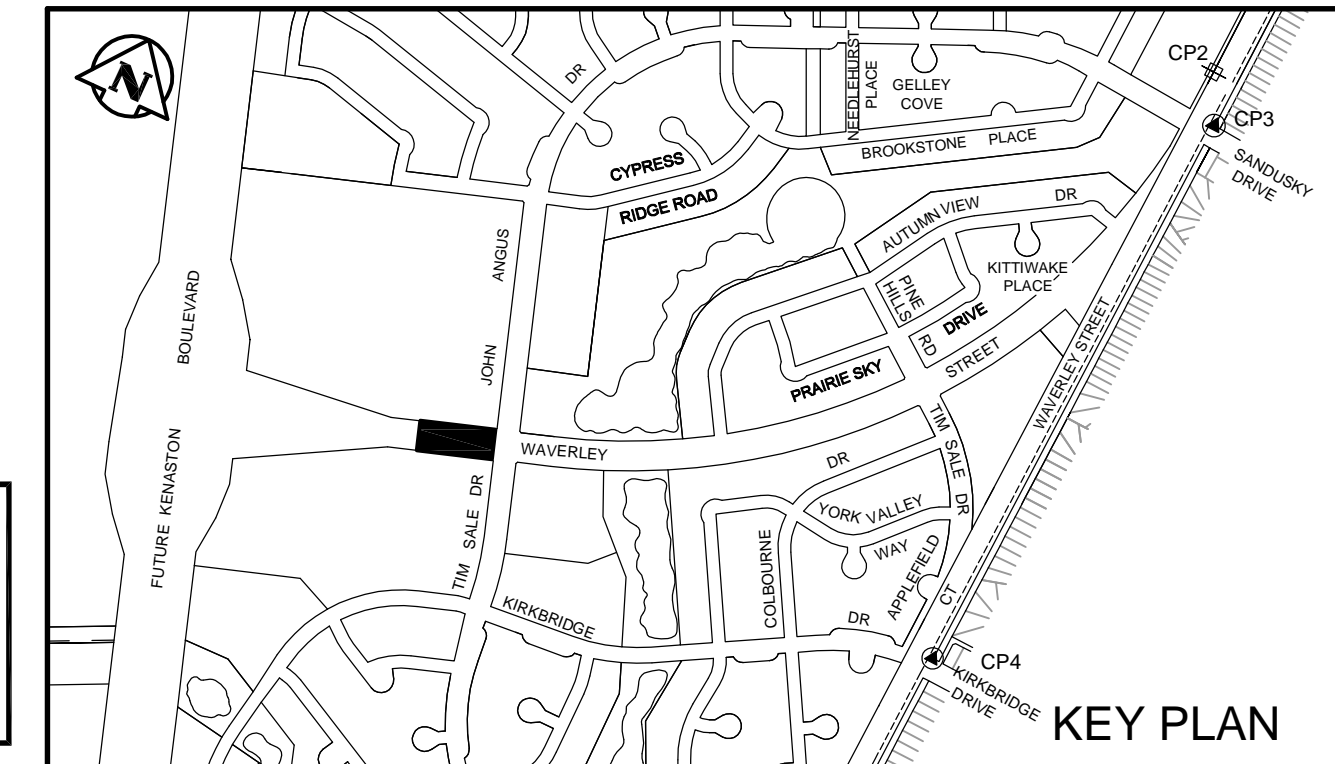 N
DR
NEEDLEHURST
PLACE
GELLEY
COVE
CP2
CP3
SANDUSKY
DRIVE
BROOKSTONE PLACE
CYPRESS
RIDGE ROAD
AUTUMN VIEW DR
KITTIWAKE
PLACE
PINE
HILLS
RD
PRAIRIE SKY
DRIVE
JOHN ANGUS
FUTURE KENASTON BOULEVARD
WAVERLEY
STREET
WAVERLEY STREET
TIM SALE DR
TIM SALE DR
DR
YORK VALLEY
WAY
COLBOURNE
APPLEFIELD
CT
KIRKBRIDGE
DR
CP4
KIRKBRIDGE
DRIVE
KEY PLAN